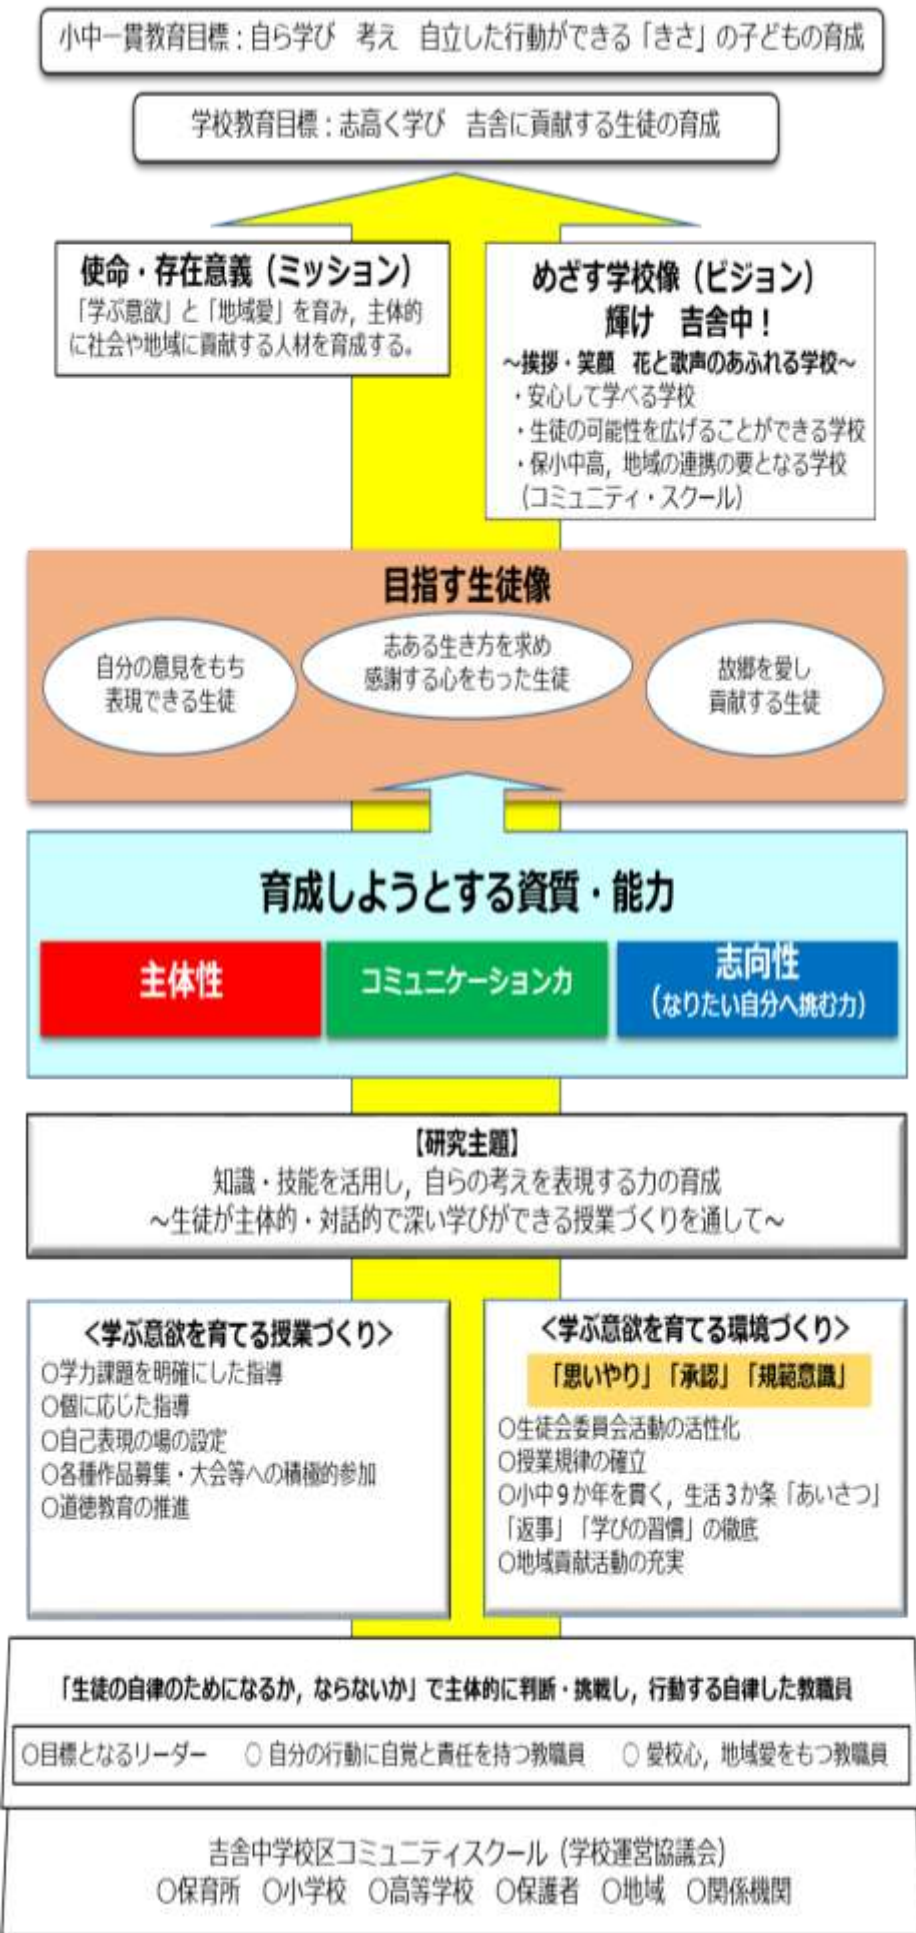 小中一貫教育目標：自ら学び　考え　自立した行動ができる「きさ」の子どもの育成
学校教育目標：志高く学び　吉舎に貢献する生徒の育成
使命・存在意義（ミッション）
「学ぶ意欲」と「地域愛」を育み，主体的
に社会や地域に貢献する人材を育成する。
めざす学校像（ビジョン）
輝け　吉舎中！
～挨拶・笑顔　花と歌声のあふれる学校～
・安心して学べる学校
・生徒の可能性を広げることができる学校
・保小中高，地域の連携の要となる学校
（コミュニティ・スクール）
目指す生徒像
自分の意見をもち
表現できる生徒
志ある生き方を求め
感謝する心をもった生徒
故郷を愛し
貢献する生徒
育成しようとする資質・能力
主体性
コミュニケーション力
志向性
（なりたい自分へ挑む力）
【研究主題】
知識・技能を活用し，自らの考えを表現する力の育成
～生徒が主体的・対話的で深い学びができる授業づくりを通して～
＜学ぶ意欲を育てる授業づくり＞
○学力課題を明確にした指導
○個に応じた指導
○自己表現の場の設定
○各種作品募集・大会等への積極的参加
○道徳教育の推進
＜学ぶ意欲を育てる環境づくり＞
「思いやり」「承認」「規範意識」
○生徒会委員会活動の活性化
○授業規律の確立
○小中９か年を貫く，生活３か条「あいさつ」
「返事」「学びの習慣」の徹底
○地域貢献活動の充実
「生徒の自律のためになるか，ならないか」で主体的に判断・挑戦し，行動する自律した教職員
○目標となるリーダー　○ 自分の行動に自覚と責任を持つ教職員　○ 愛校心，地域愛をもつ教職員
吉舎中学校区コミュニティスクール（学校運営協議会）
○保育所　○小学校　○高等学校　○保護者　○地域　○関係機関